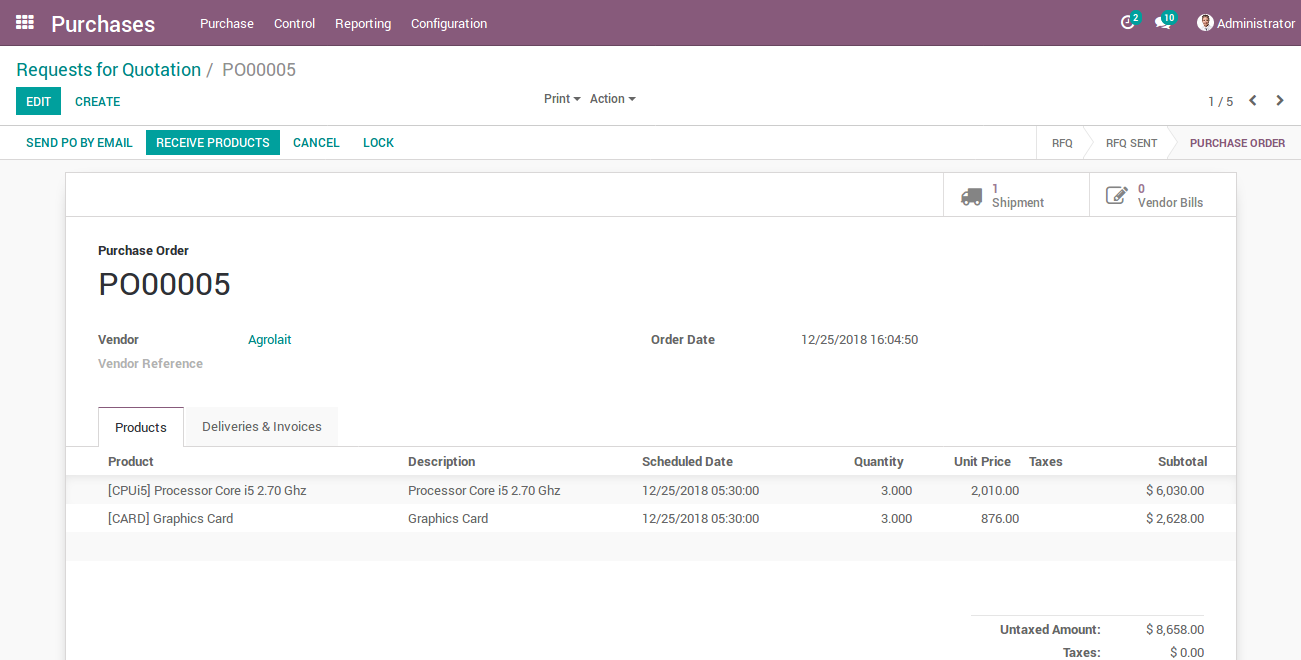 Purchases Purchase Control Reporting Configuration 2 10 Administrator
Requests for Quotation / PO00005
EDIT CREATE Print Action 1 / 5
SEND PO BY EMAIL RECEIVE PRODUCTS CANCEL LOCK RFQ RFQ SENT PURCHASE ORDER
1 Shipment 0 Vendor Bills
Purchase Order
PO00005
Vendor Agrolait Order Date 12/25/2018 16:04:50
Vendor Reference
Products Deliveries & Invoices
Product Description Scheduled Date Quantity Unit Price Taxes Subtotal
[CPUi5] Processor Core i5 2.70 Ghz Processor Core i5 2.70 Ghz 12/25/2018 05:30:00 3.000 2,010.00 $ 6,030.00
[CARD] Graphics Card Graphics Card 12/25/2018 05:30:00 3.000 876.00 $ 2,628.00
Untaxed Amount: $ 8,658.00
Taxes: $ 0.00